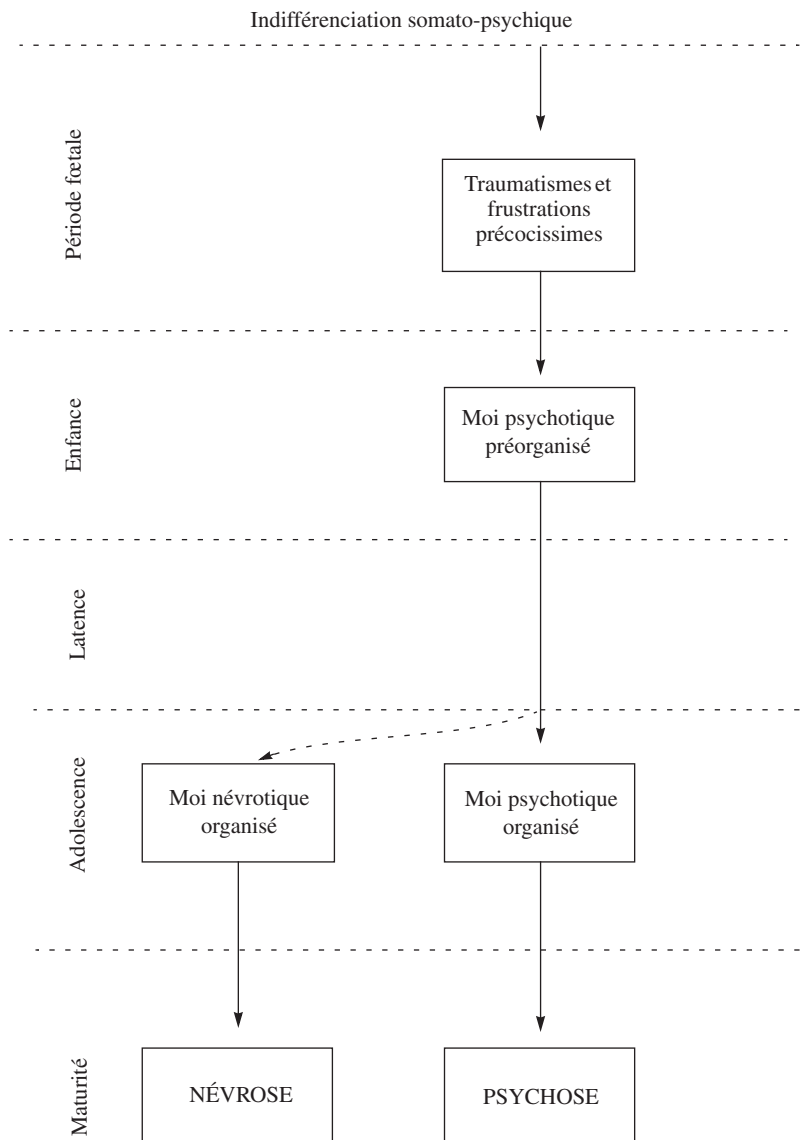 Indifférenciation somato-psychique
Période fœtale
Traumatismes et
frustrations
précocissimes
Enfance
Moi psychotique
préorganisé
Latence
Adolescence
Moi névrotique
organisé
Moi psychotique
organisé
Maturité
NÉVROSE
PSYCHOSE